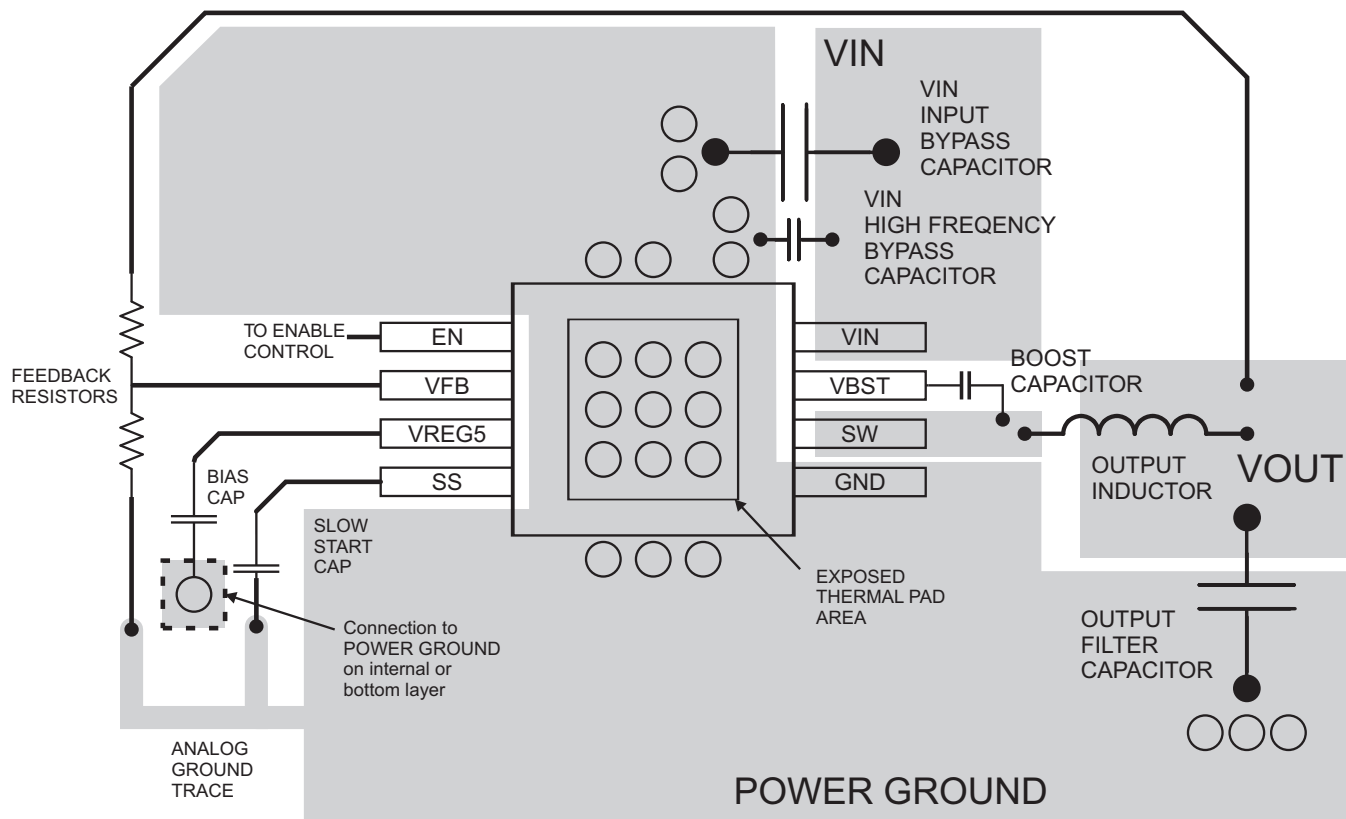 VIN
VIN
INPUT
BYPASS
CAPACITOR
VIN
HIGH FREQENCY
BYPASS
CAPACITOR
TO ENABLE
CONTROL
EN
VFB
VREG5
SS
VIN
VBST
SW
GND
BOOST
CAPACITOR
FEEDBACK
RESISTORS
BIAS
CAP
SLOW
START
CAP
OUTPUT
INDUCTOR
VOUT
EXPOSED
THERMAL PAD
AREA
Connection to
POWER GROUND
on internal or
bottom layer
OUTPUT
FILTER
CAPACITOR
ANALOG
GROUND
TRACE
POWER GROUND